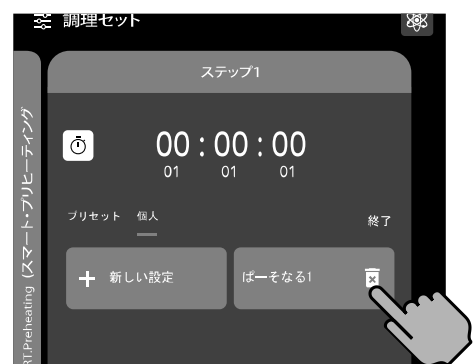 調理セット
ステップ1
00 : 00 : 00
01 01 01
プリセット 個人
終了
+ 新しい設定
ぱーそなる1
RT.Preheating (スマート・プリヒーティング